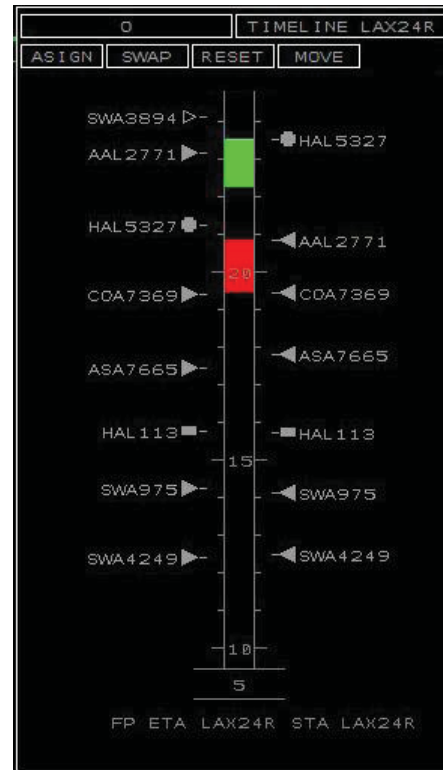 0 TIMELINE LAX24R
ASIGN SWAP RESET MOVE
SWA3894
HAL5327
AAL2771
HAL5327
AAL2771
20
COA7369 COA7369
ASA7665
ASA7665
HAL113 HAL113
15
SWA975 SWA975
SWA4249 SWA4249
10
5
FP ETA LAX24R STA LAX24R